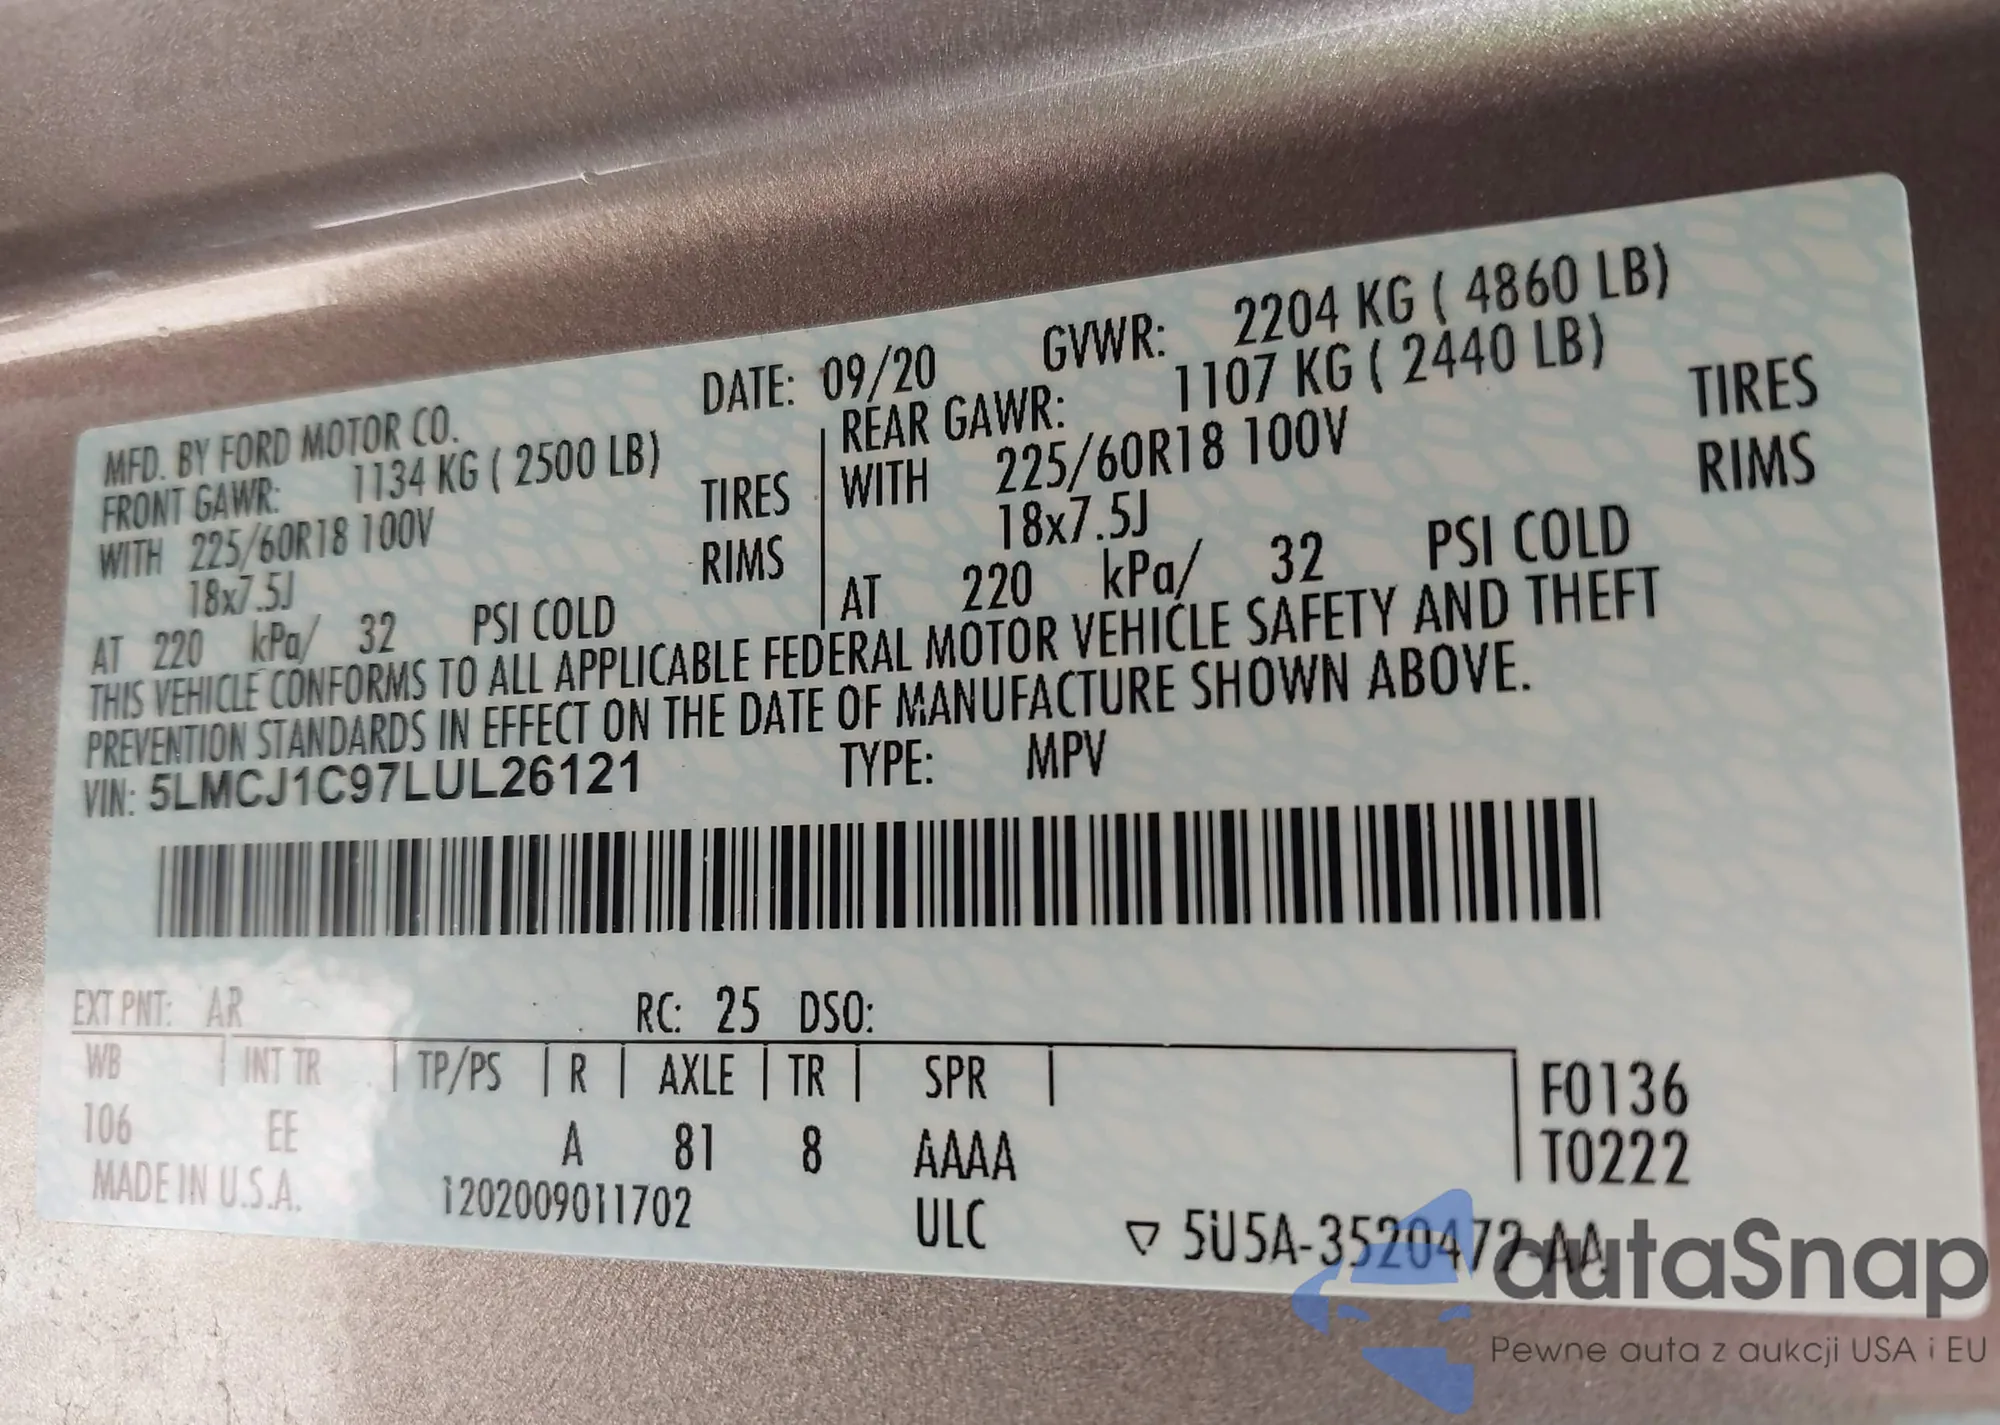 MFD. BY FORD MOTOR CO. DATE: 09/20 GVWR: 2204 KG ( 4860 LB)
FRONT GAWR: 1134 KG ( 2500 LB) REAR GAWR: 1107 KG ( 2440 LB)
WITH 225/60R18 100V TIRES WITH 225/60R18 100V TIRES
18x7.5J RIMS 18x7.5J RIMS
AT 220 kPa/ 32 PSI COLD AT 220 kPa/ 32 PSI COLD
THIS VEHICLE CONFORMS TO ALL APPLICABLE FEDERAL MOTOR VEHICLE SAFETY AND THEFT
PREVENTION STANDARDS IN EFFECT ON THE DATE OF MANUFACTURE SHOWN ABOVE.
VIN: 5LMCJ1C97LUL26121 TYPE: MPV
EXT PNT: AR RC: 25 DSO:
WB INT TR TP/PS R AXLE TR SPR F0136
106 EE A 81 8 AAAA T0222
MADE IN U.S.A. 1202009011702 ULC ▽ 5U5A-3520472-AA
autaSnap
Pewne auta z aukcji USA i EU